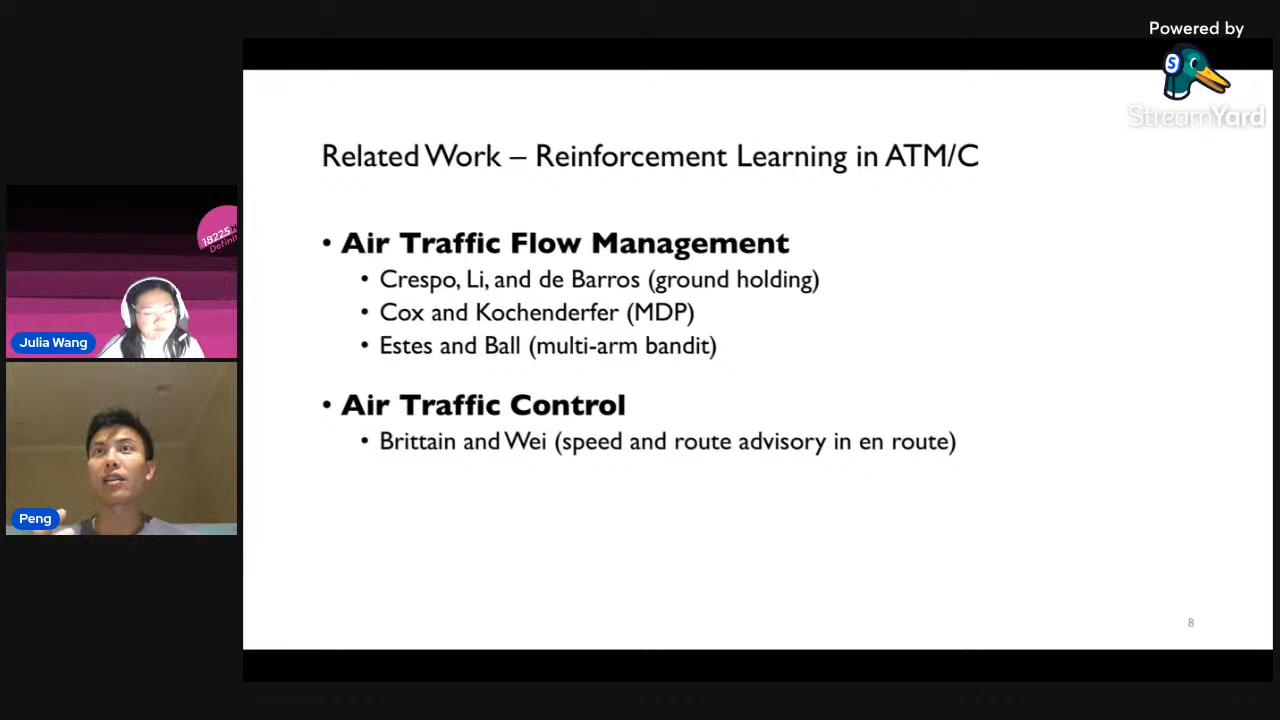 Powered by
S
StreamYard
Related Work – Reinforcement Learning in ATM/C
• Air Traffic Flow Management
• Crespo, Li, and de Barros (ground holding)
• Cox and Kochenderfer (MDP)
• Estes and Ball (multi-arm bandit)
• Air Traffic Control
• Brittain and Wei (speed and route advisory in en route)
8
18225
Defini
Julia Wang
Peng